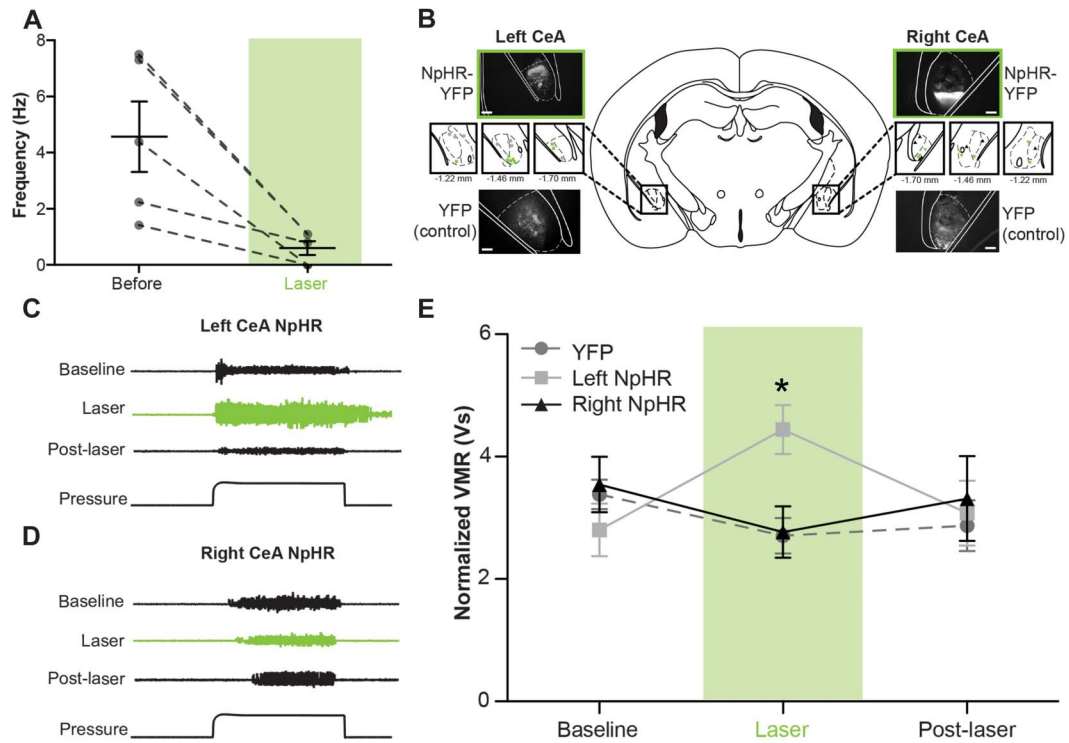 A
Frequency (Hz)
8
6
4
2
0
Before
Laser
B
Left CeA
Right CeA
NpHR-
YFP
NpHR-
YFP
-1.22 mm
-1.46 mm
-1.70 mm
-1.70 mm
-1.46 mm
-1.22 mm
YFP
(control)
YFP
(control)
C
Left CeA NpHR
Baseline
Laser
Post-laser
Pressure
D
Right CeA NpHR
Baseline
Laser
Post-laser
Pressure
E
Normalized VMR (Vs)
6
4
2
0
YFP
Left NpHR
Right NpHR
*
Baseline
Laser
Post-laser